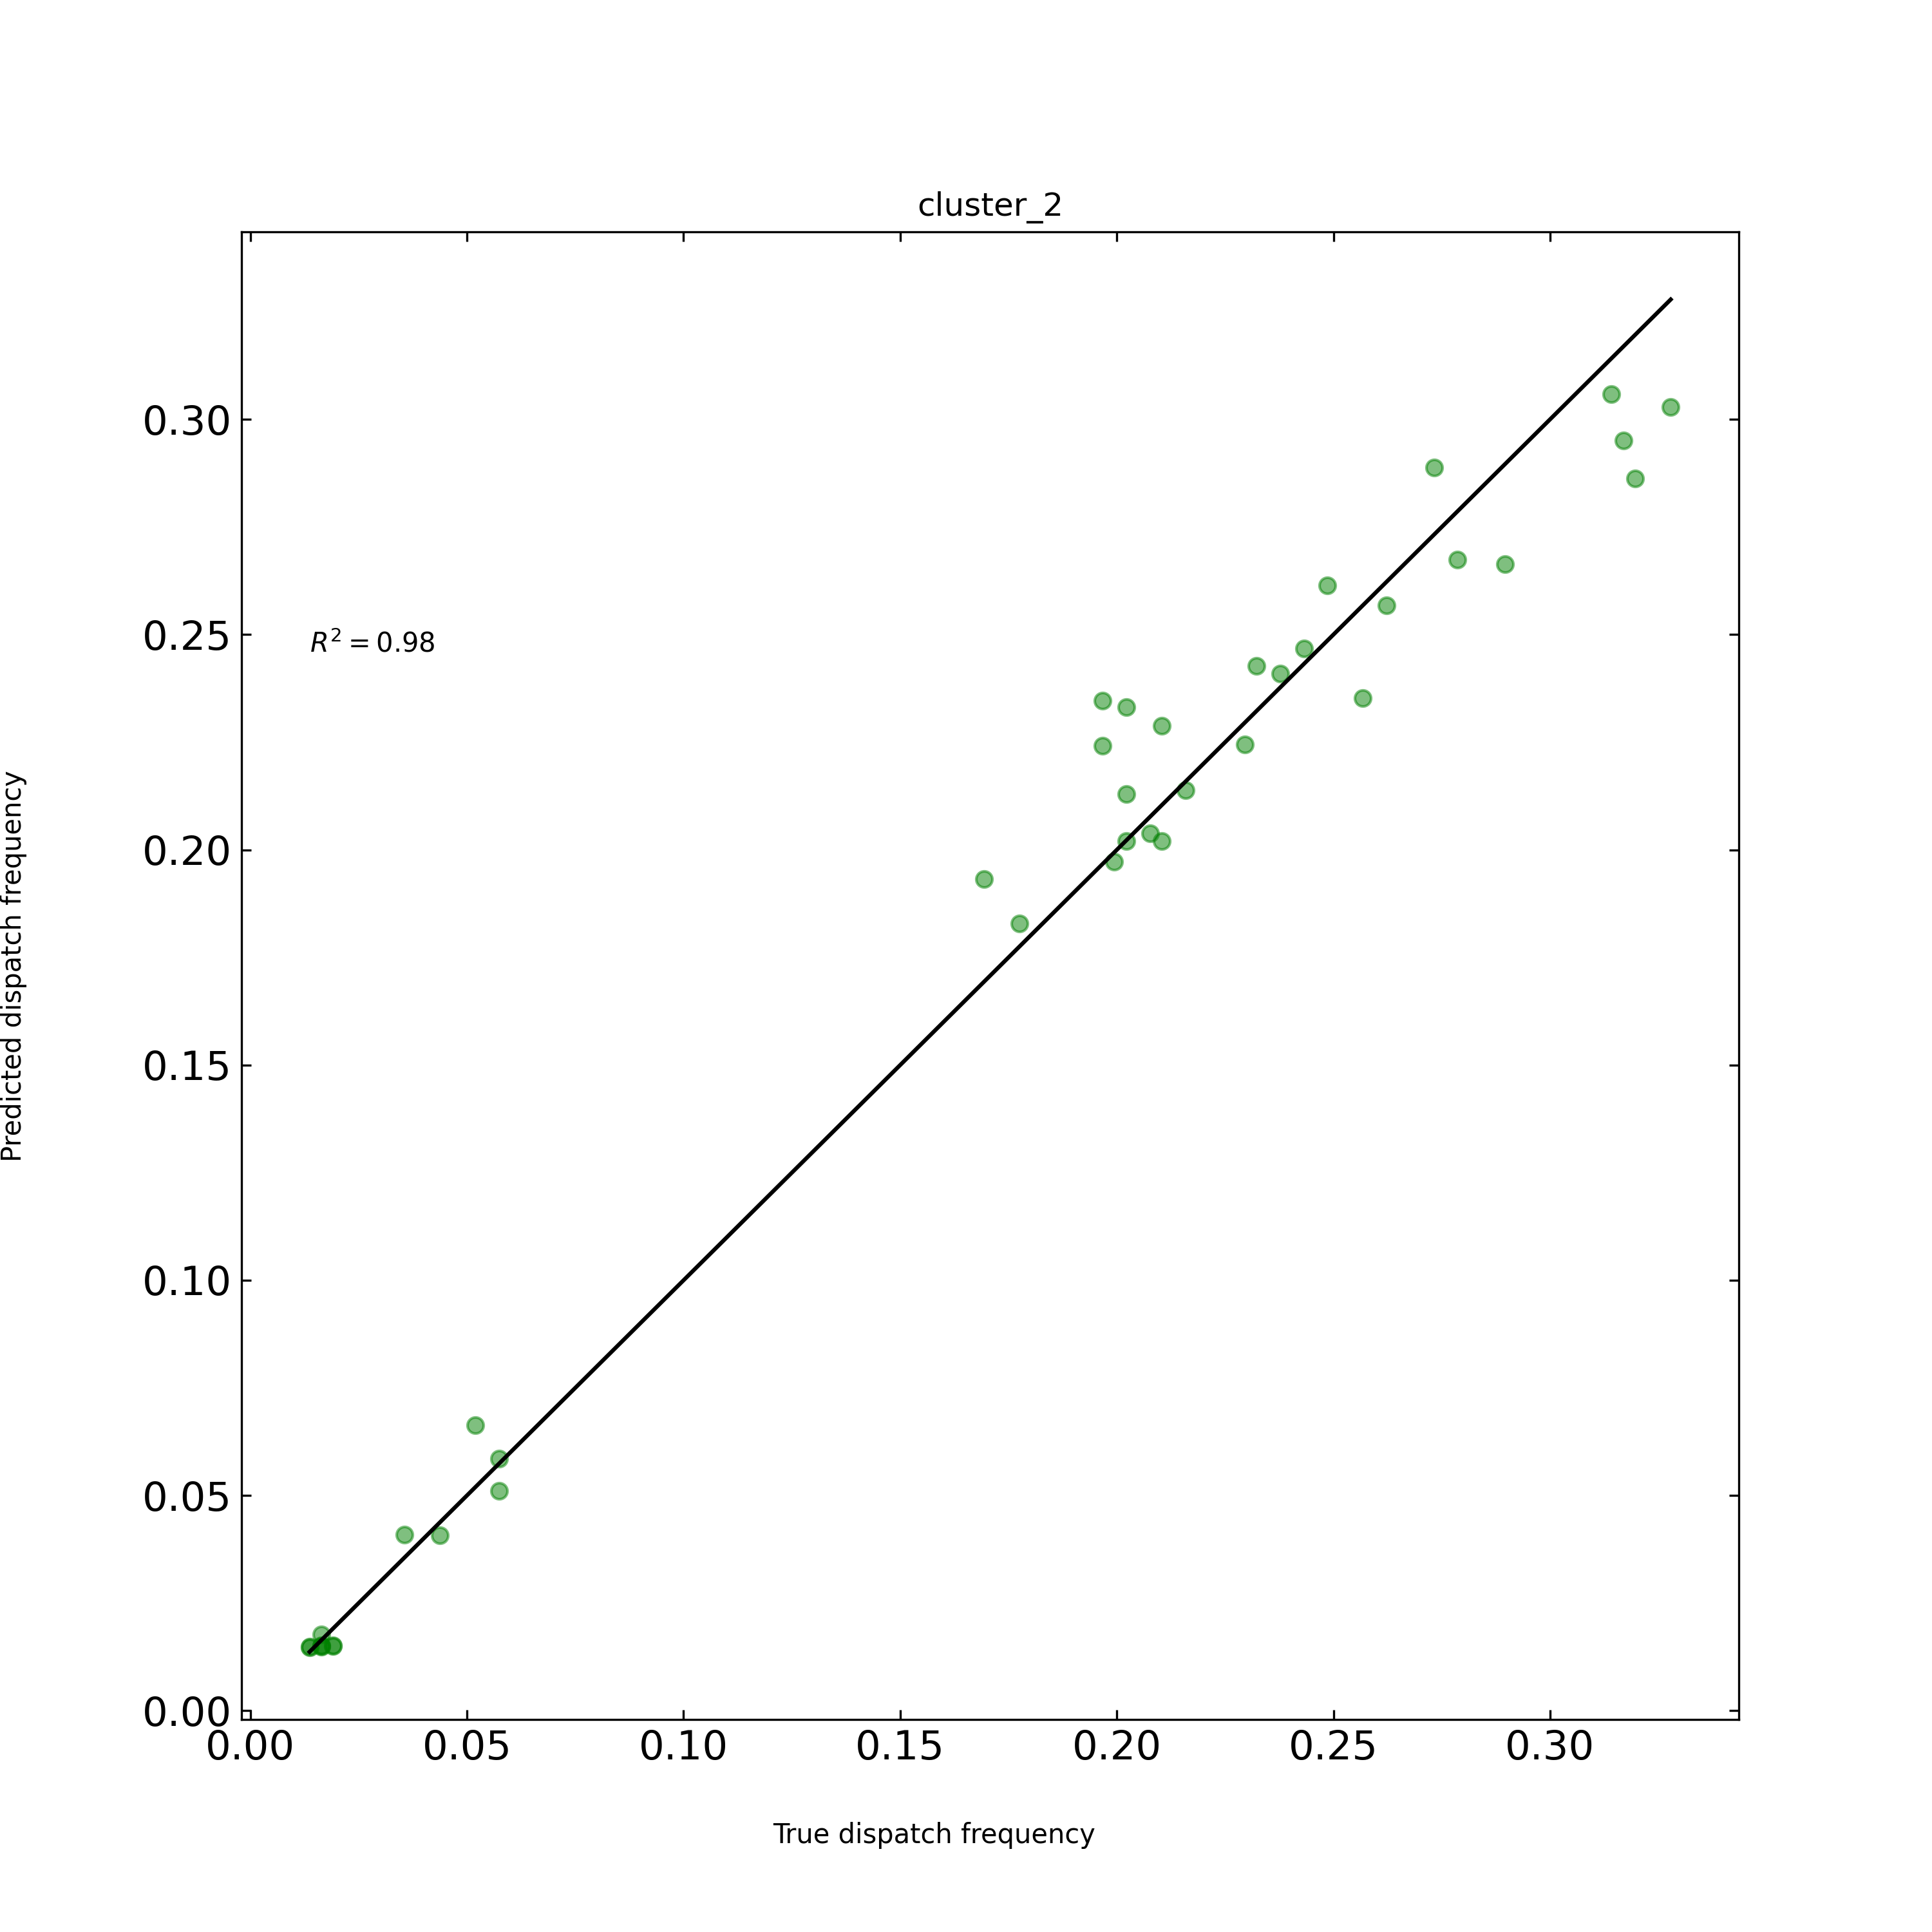 cluster_2
R² = 0.98
Predicted dispatch frequency
0.30
0.25
0.20
0.15
0.10
0.05
0.00
0.00 0.05 0.10 0.15 0.20 0.25 0.30
True dispatch frequency